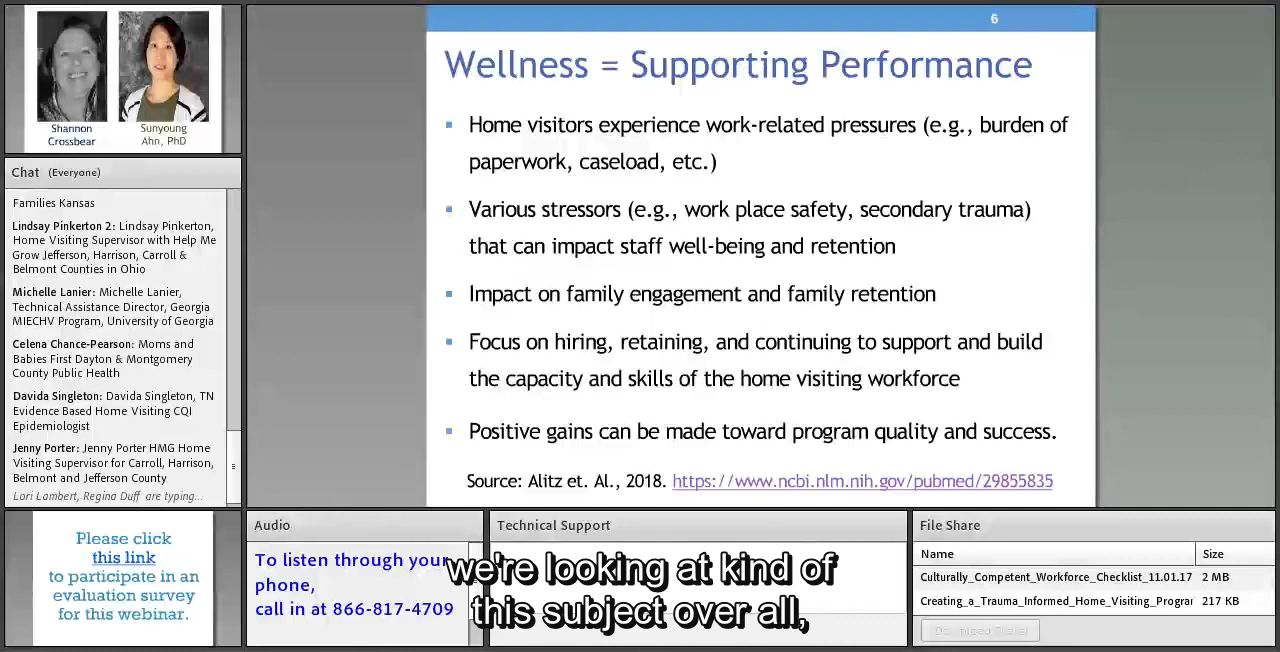 Shannon
Crossbear
Sunyoung
Ahn, PhD
Chat (Everyone)
Families Kansas
Lindsay Pinkerton 2: Lindsay Pinkerton,
Home Visiting Supervisor with Help Me
Grow Jefferson, Harrison, Carroll &
Belmont Counties in Ohio
Michelle Lanier: Michelle Lanier,
Technical Assistance Director, Georgia
MIECHV Program, University of Georgia
Celena Chance-Pearson: Moms and
Babies First Dayton & Montgomery
County Public Health
Davida Singleton: Davida Singleton, TN
Evidence Based Home Visiting CQI
Epidemiologist
Jenny Porter: Jenny Porter HMG Home
Visiting Supervisor for Carroll, Harrison,
Belmont and Jefferson County
Lori Lambert, Regina Duff are typing...
6
Wellness = Supporting Performance
Home visitors experience work-related pressures (e.g., burden of
paperwork, caseload, etc.)
Various stressors (e.g., work place safety, secondary trauma)
that can impact staff well-being and retention
Impact on family engagement and family retention
Focus on hiring, retaining, and continuing to support and build
the capacity and skills of the home visiting workforce
Positive gains can be made toward program quality and success.
Source: Alitz et. Al., 2018. https://www.ncbi.nlm.nih.gov/pubmed/29855835
Please click
this link
to participate in an
evaluation survey
for this webinar.
Audio
To listen through your
phone,
call in at 866-817-4709
Technical Support
we're looking at kind of
this subject over all,
File Share
Name Size
Culturally_Competent_Workforce_Checklist_11.01.17 2 MB
Creating_a_Trauma_Informed_Home_Visiting_Progra 217 KB